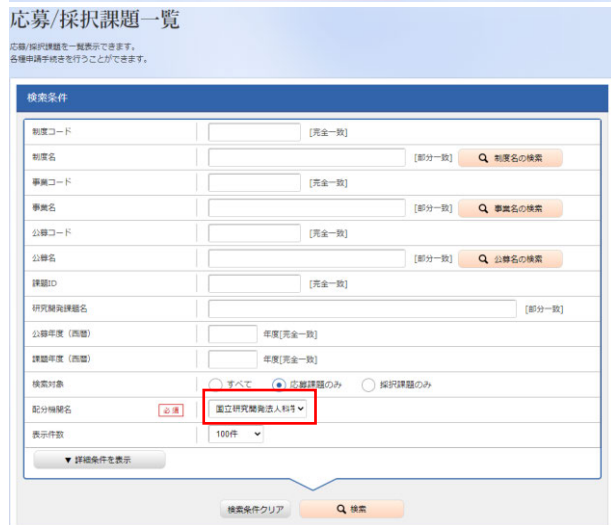 応募/採択課題一覧
応募/採択課題を一覧表示できます。
各種申請手続きを行うことができます。
検索条件
制度コード [完全一致]
制度名 [部分一致] 制度名の検索
事業コード [完全一致]
事業名 [部分一致] 事業名の検索
公募コード [完全一致]
公募名 [部分一致] 公募名の検索
課題ID [完全一致]
研究開発課題名 [部分一致]
公募年度（西暦） 年度[完全一致]
課題年度（西暦） 年度[完全一致]
検索対象 すべて 応募課題のみ 採択課題のみ
配分機関名 必須 国立研究開発法人科
表示件数 100件
▼ 詳細条件を表示
検索条件クリア 検索